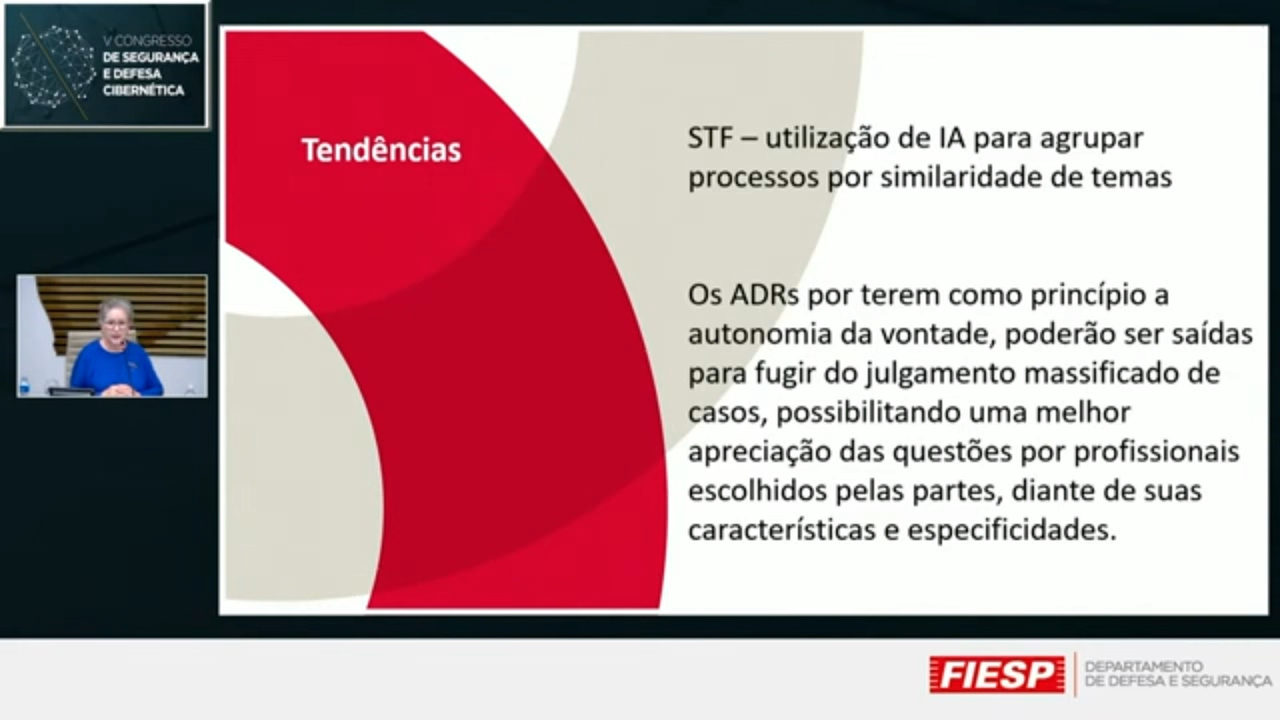 V CONGRESSO
DE SEGURANÇA
E DEFESA
CIBERNÉTICA
Tendências
STF – utilização de IA para agrupar
processos por similaridade de temas
Os ADRs por terem como princípio a
autonomia da vontade, poderão ser saídas
para fugir do julgamento massificado de
casos, possibilitando uma melhor
apreciação das questões por profissionais
escolhidos pelas partes, diante de suas
características e especificidades.
FIESP
DEPARTAMENTO
DE DEFESA E SEGURANÇA